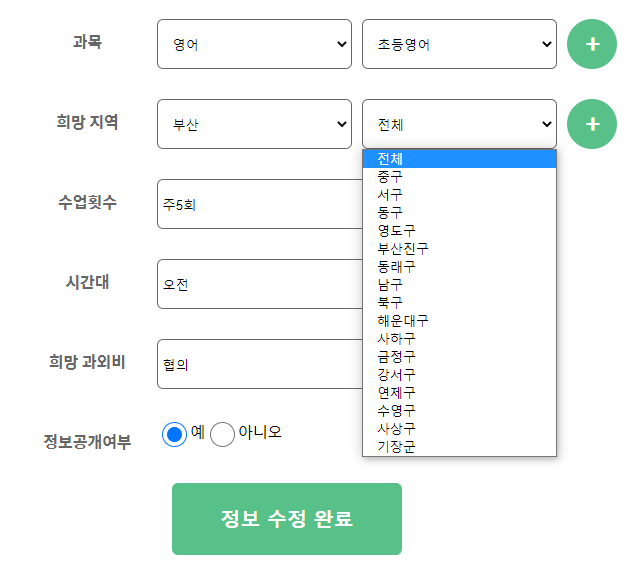 과목 영어 초등영어 +
희망 지역 부산 전체 +
전체
중구
서구
동구
영도구
부산진구
동래구
남구
북구
해운대구
사하구
금정구
강서구
연제구
수영구
사상구
기장군
수업횟수 주5회
시간대 오전
희망 과외비 협의
정보공개여부 예 아니오
정보 수정 완료